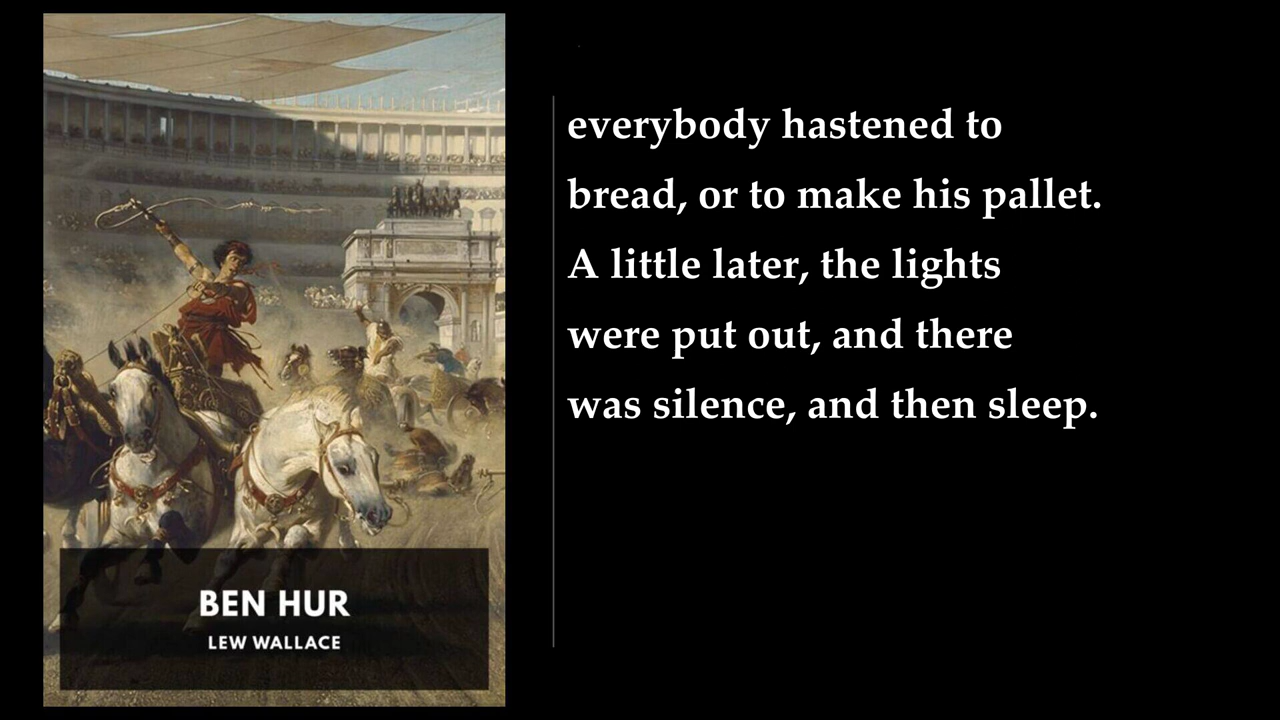 everybody hastened to
bread, or to make his pallet.
A little later, the lights
were put out, and there
was silence, and then sleep.
BEN HUR
LEW WALLACE